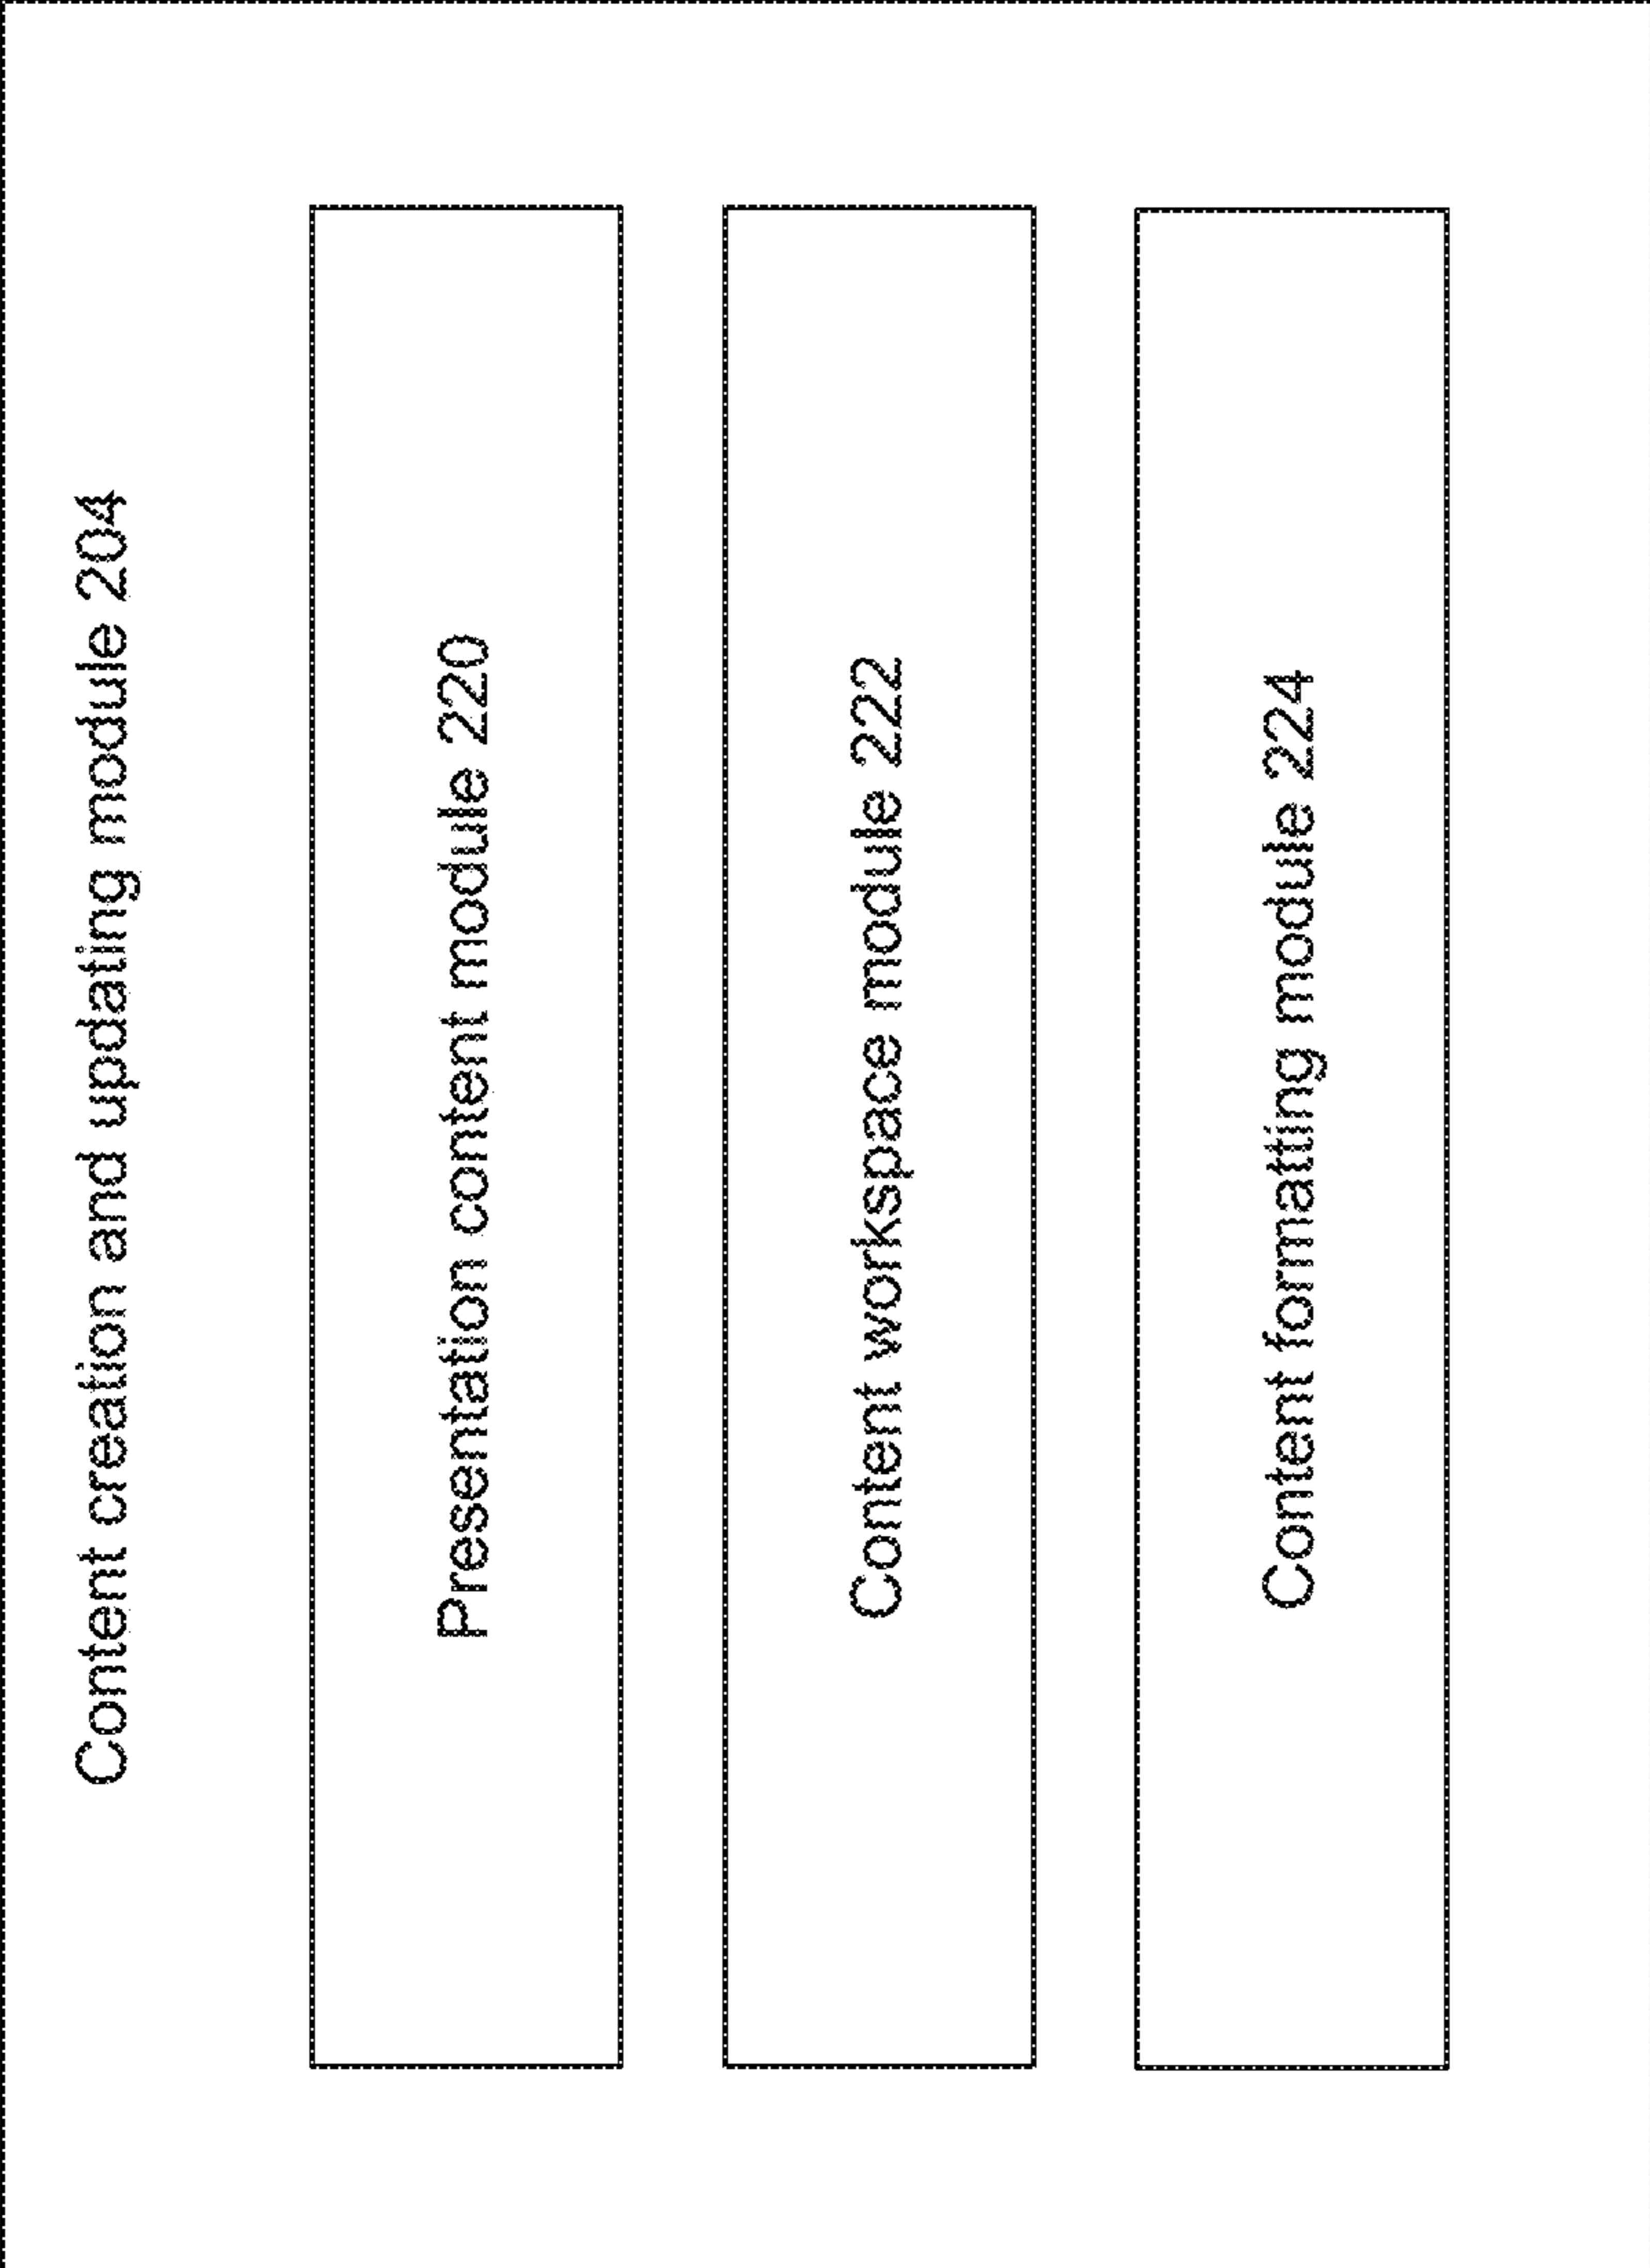 Content creation and updating module 204
Presentation content module 220
Content workspace module 222
Content formatting module 224